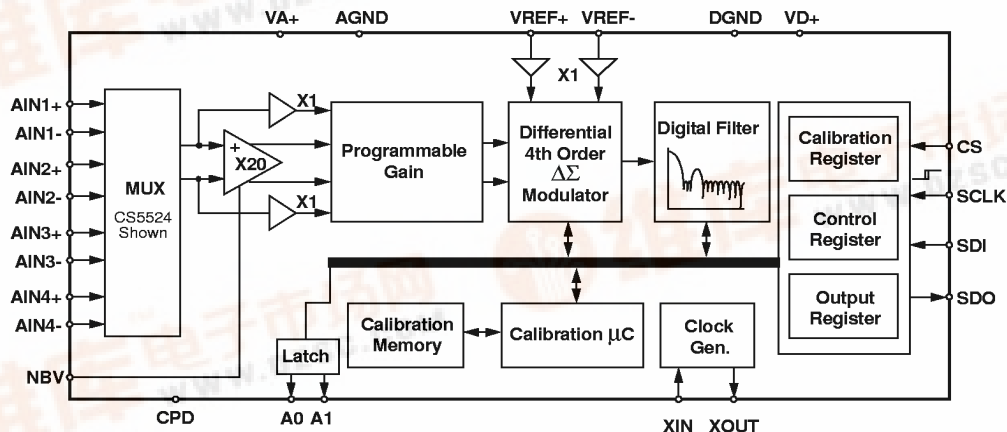 VA+ AGND VREF+ VREF- DGND VD+
X1
AIN1+
AIN1-
AIN2+
AIN2-
AIN3+
AIN3-
AIN4+
AIN4-
NBV
MUX
CS5524
Shown
X1
+
X20
-
X1
Programmable
Gain
Differential
4th Order
ΔΣ
Modulator
Digital Filter
Calibration
Register
Control
Register
Output
Register
CS
SCLK
SDI
SDO
Latch
Calibration
Memory
Calibration μC
Clock
Gen.
CPD
A0 A1
XIN XOUT